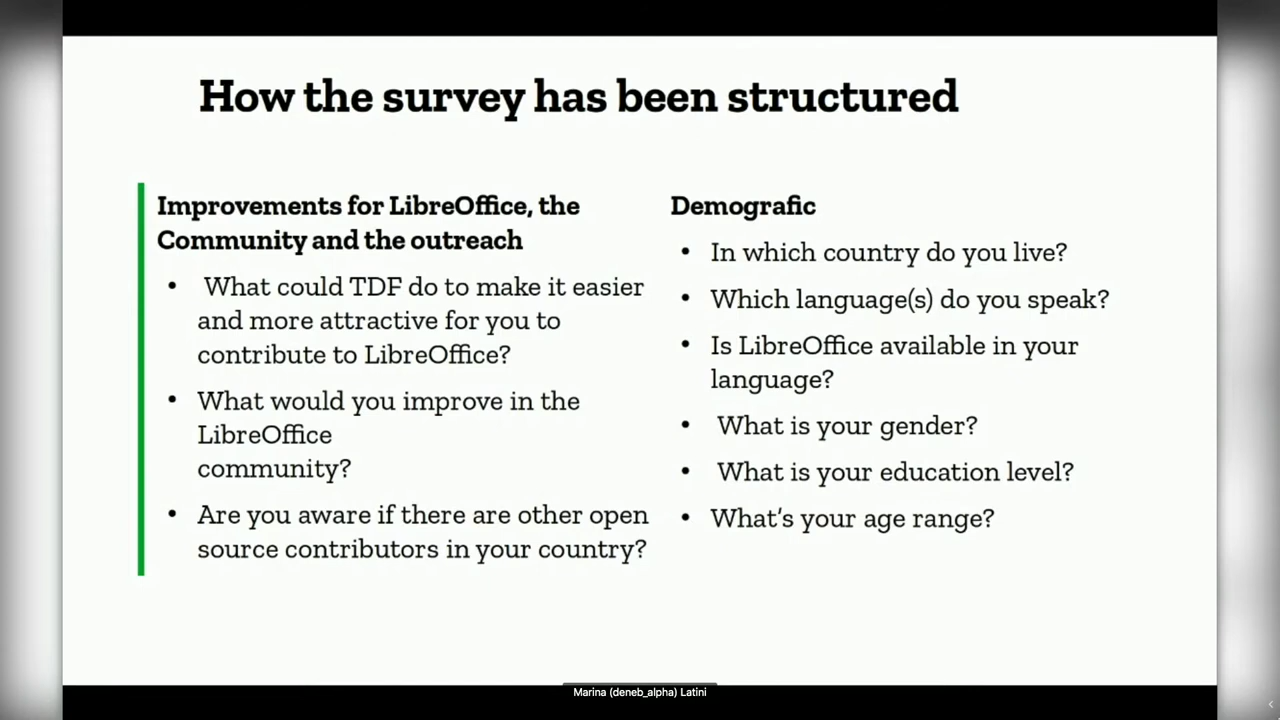 How the survey has been structured
Improvements for LibreOffice, the
Community and the outreach
• What could TDF do to make it easier
and more attractive for you to
contribute to LibreOffice?
• What would you improve in the
LibreOffice
community?
• Are you aware if there are other open
source contributors in your country?
Demografic
• In which country do you live?
• Which language(s) do you speak?
• Is LibreOffice available in your
language?
• What is your gender?
• What is your education level?
• What’s your age range?
Marina (deneb_alpha) Latini